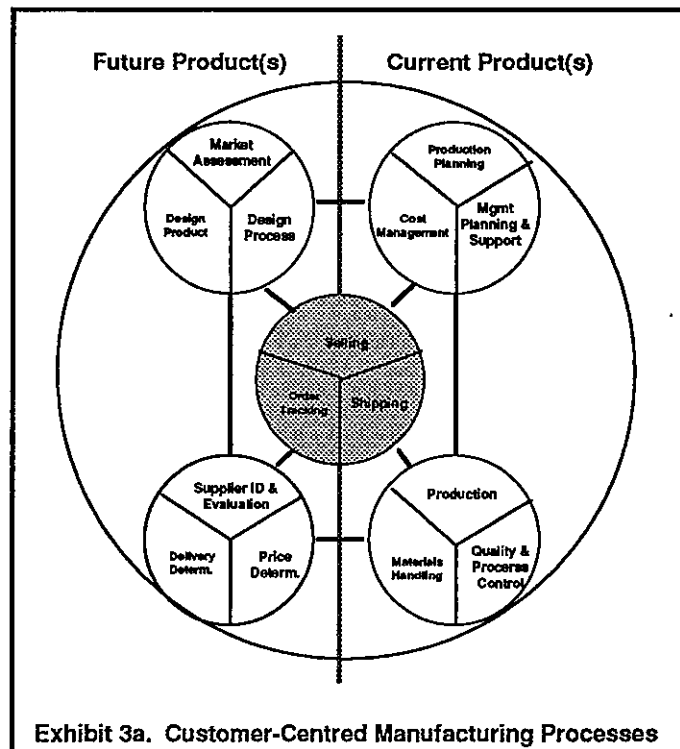 Future Product(s)
Current Product(s)
Market
Assessment
Design
Product
Design
Process
Production
Planning
Cost
Management
Mgmt
Planning &
Support
Selling
Order
Tracking
Shipping
Supplier ID &
Evaluation
Delivery
Determ.
Price
Determ.
Production
Materials
Handling
Quality &
Process
Control
Exhibit 3a. Customer-Centred Manufacturing Processes